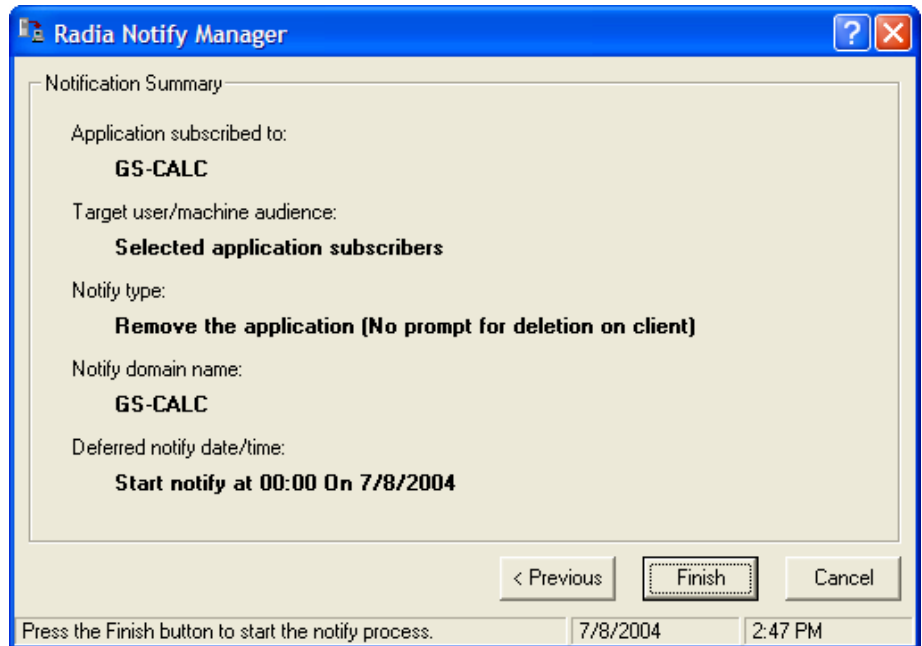 Radia Notify Manager
Notification Summary
Application subscribed to:
GS-CALC
Target user/machine audience:
Selected application subscribers
Notify type:
Remove the application (No prompt for deletion on client)
Notify domain name:
GS-CALC
Deferred notify date/time:
Start notify at 00:00 On 7/8/2004
< Previous Finish Cancel
Press the Finish button to start the notify process. 7/8/2004 2:47 PM